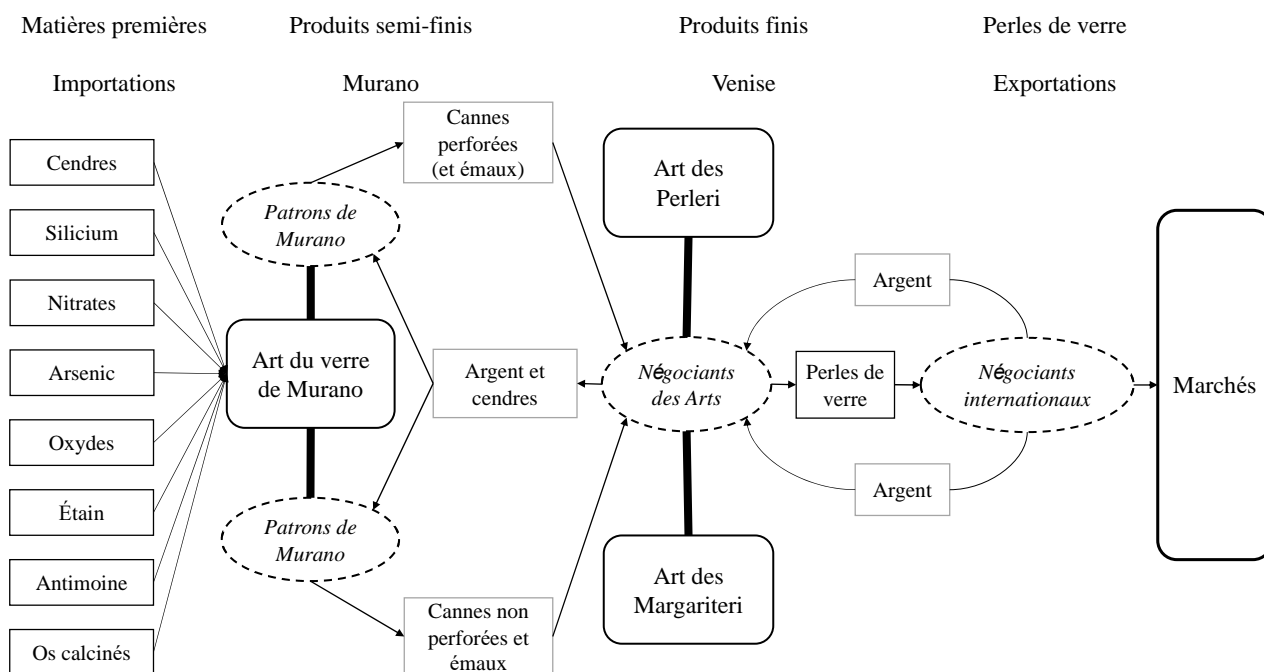 Matières premières
Produits semi-finis
Produits finis
Perles de verre
Importations
Murano
Venise
Exportations
Cendres
Silicium
Nitrates
Arsenic
Oxydes
Étain
Antimoine
Os calcinés
Patrons de
Murano
Art du verre
de Murano
Patrons de
Murano
Cannes
perforées
(et émaux)
Argent et
cendres
Cannes non
perforées et
émaux
Art des
Perleri
Négociants
des Arts
Art des
Margariteri
Argent
Perles de
verre
Argent
Négociants
internationaux
Marchés